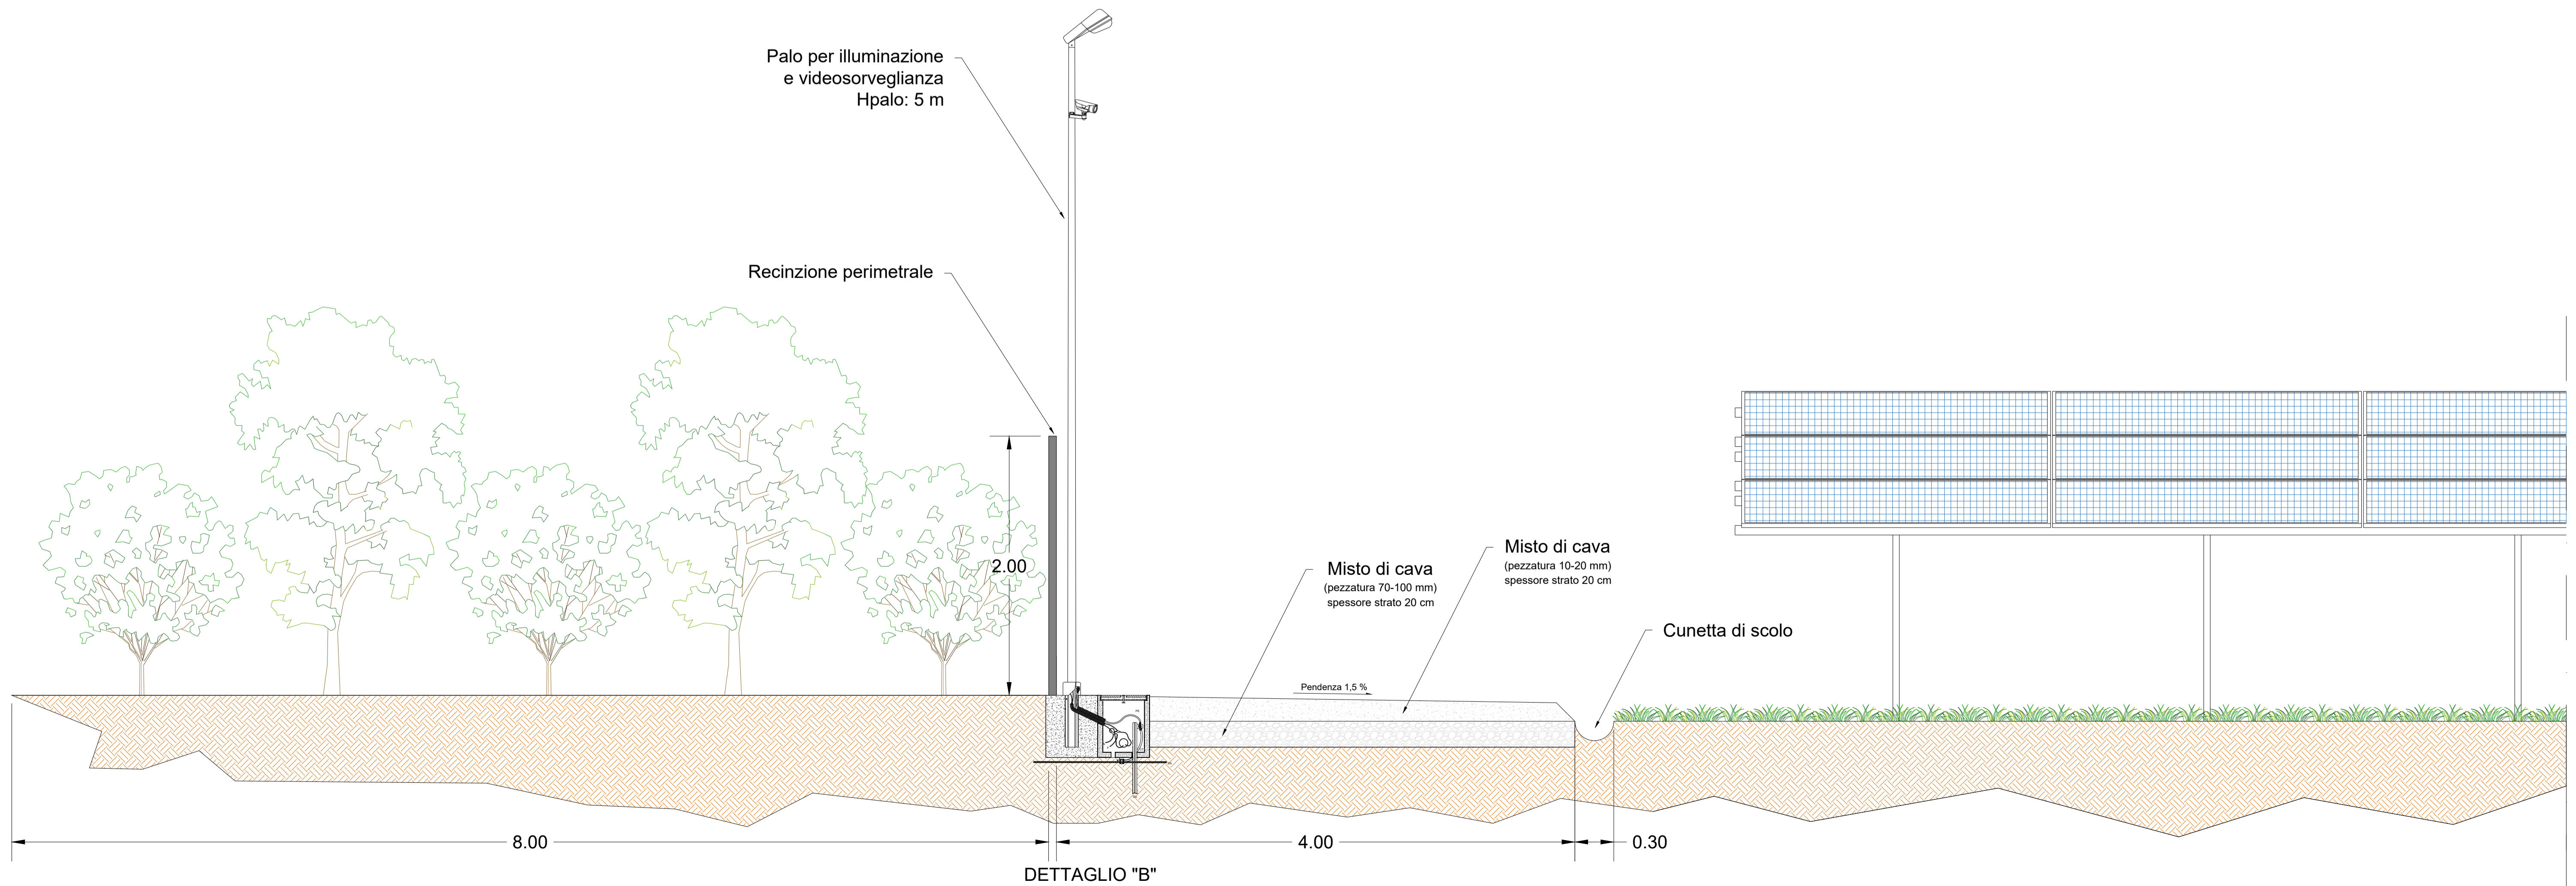 Palo per illuminazione
e videosorveglianza
Hpalo: 5 m
Recinzione perimetrale
2.00
Misto di cava
(pezzatura 70-100 mm)
spessore strato 20 cm
Misto di cava
(pezzatura 10-20 mm)
spessore strato 20 cm
Cunetta di scolo
Pendenza 1,5 %
8.00
4.00
0.30
DETTAGLIO "B"